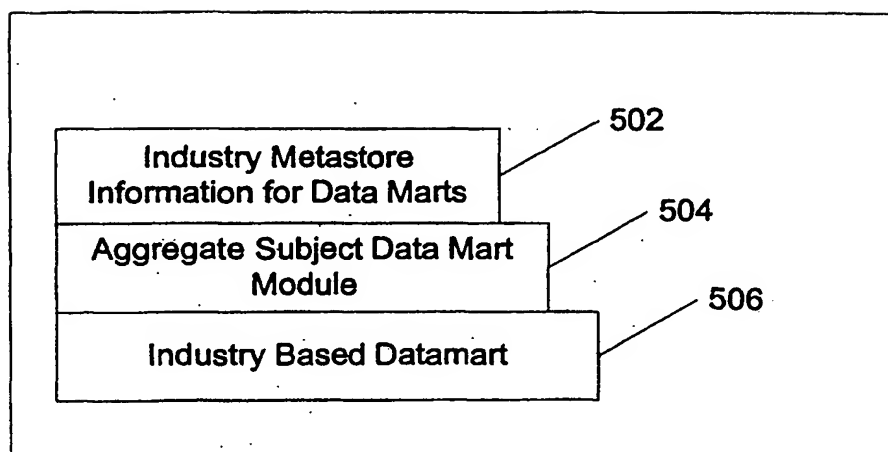 502
Industry Metastore
Information for Data Marts
504
Aggregate Subject Data Mart
Module
506
Industry Based Datamart